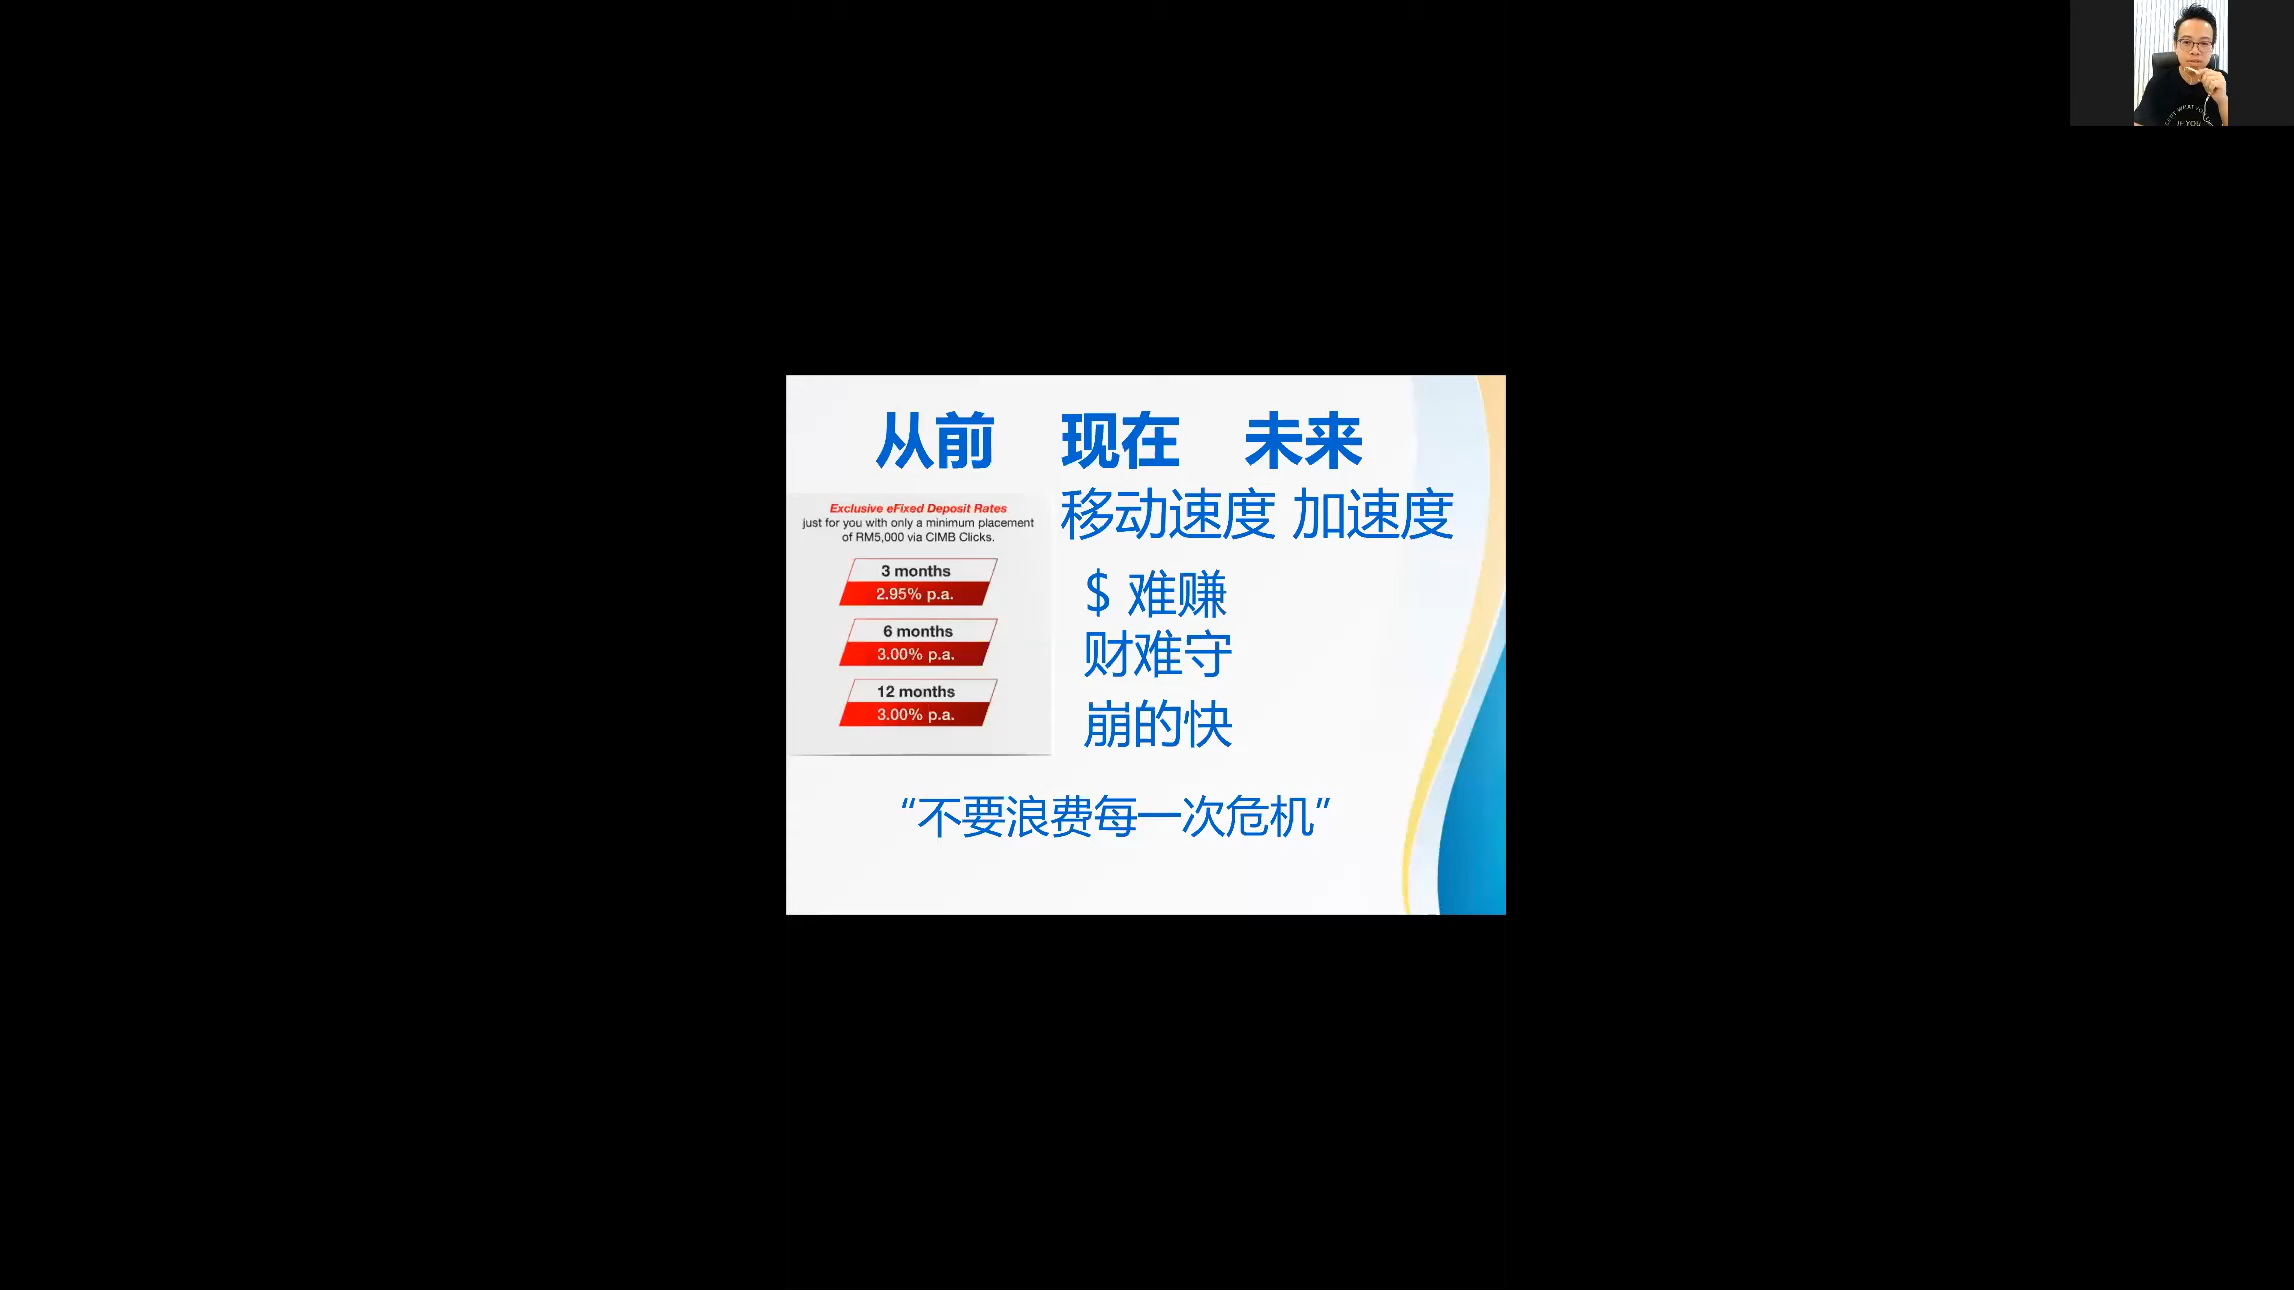 从前 现在 未来
移动速度 加速度
Exclusive eFixed Deposit Rates
just for you with only a minimum placement
of RM5,000 via CIMB Clicks.
3 months
2.95% p.a.
6 months
3.00% p.a.
12 months
3.00% p.a.
$ 难赚
财难守
崩的快
“不要浪费每一次危机”
IF YOU